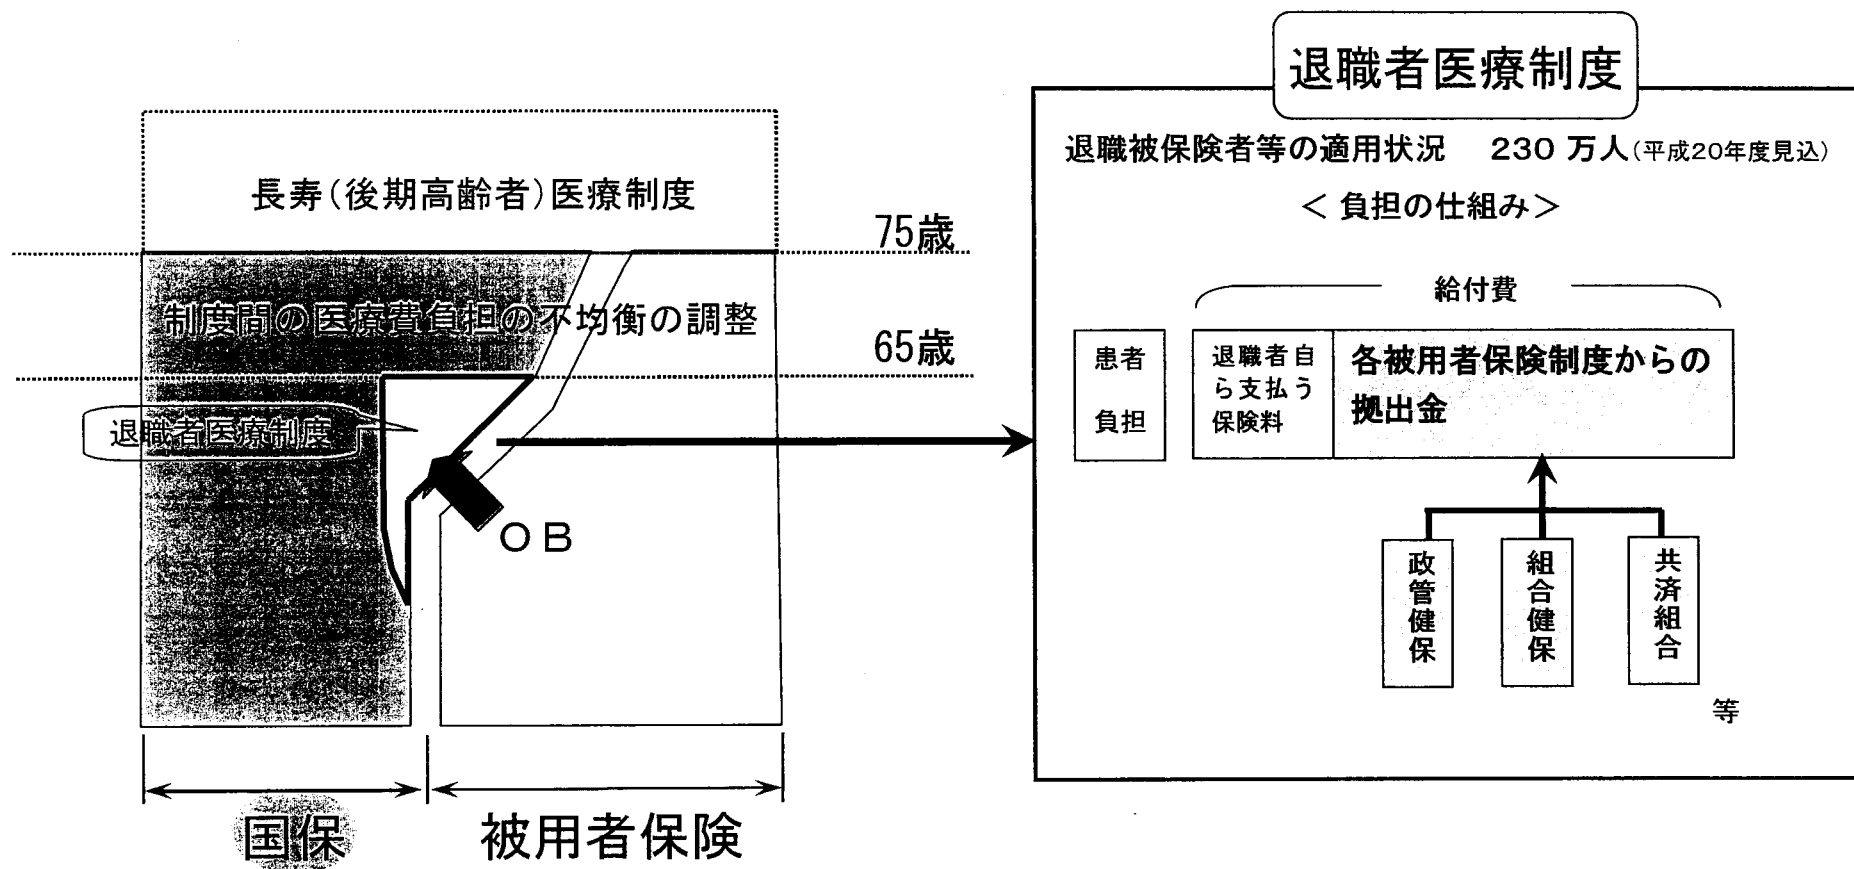 長寿(後期高齢者)医療制度
75歳
制度間の医療費負担の不均衡の調整
65歳
退職者医療制度
OB
国保
被用者保険
退職者医療制度
退職被保険者等の適用状況 230 万人(平成20年度見込)
＜ 負担の仕組み＞
給付費
患者
負担
退職者自
ら支払う
保険料
各被用者保険制度からの
拠出金
政管健保
組合健保
共済組合
等